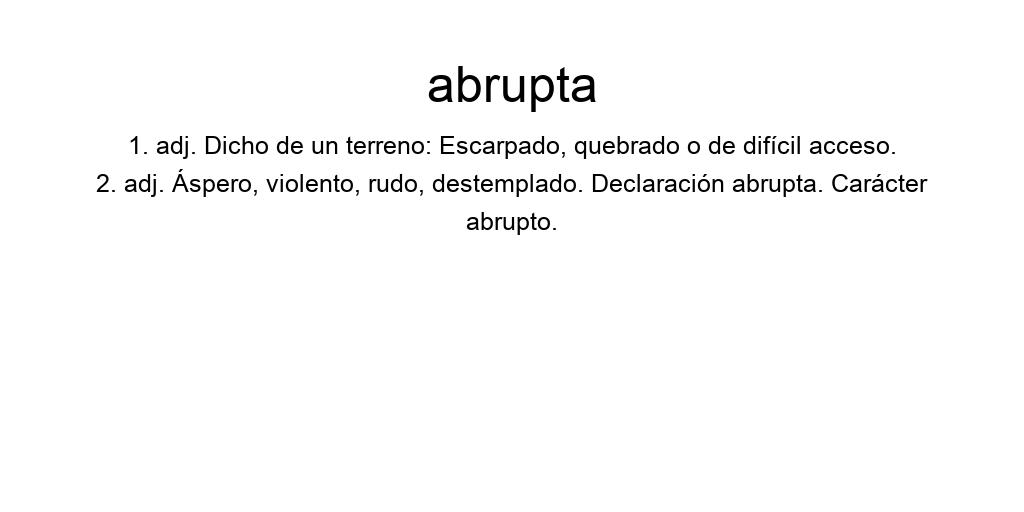 abrupta
1. adj. Dicho de un terreno: Escarpado, quebrado o de difícil acceso.
2. adj. Áspero, violento, rudo, destemplado. Declaración abrupta. Carácter
abrupto.